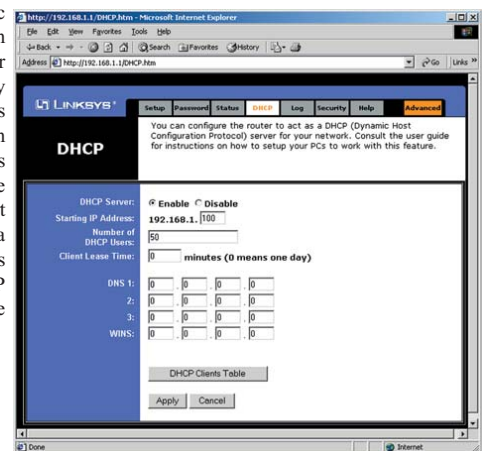 http://192.168.1.1/DHCP.htm - Microsoft Internet Explorer
File Edit View Favorites Tools Help
Back Search Favorites History
Address http://192.168.1.1/DHCP.htm Go Links »
LINKSYS® Setup Password Status DHCP Log Security Help Advanced
DHCP
You can configure the router to act as a DHCP (Dynamic Host
Configuration Protocol) server for your network. Consult the user guide
for instructions on how to setup your PCs to work with this feature.
DHCP Server: Enable Disable
Starting IP Address: 192.168.1. 100
Number of
DHCP Users: 50
Client Lease Time: 0 minutes (0 means one day)
DNS 1: 0 . 0 . 0 . 0
2: 0 . 0 . 0 . 0
3: 0 . 0 . 0 . 0
WINS: 0 . 0 . 0 . 0
DHCP Clients Table
Apply Cancel
Done Internet